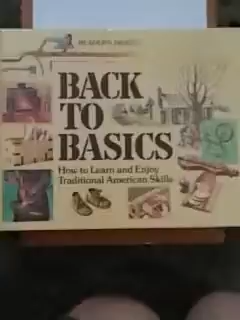 READER'S DIGEST
BACK
TO
BASICS
How to Learn and Enjoy
Traditional American Skills